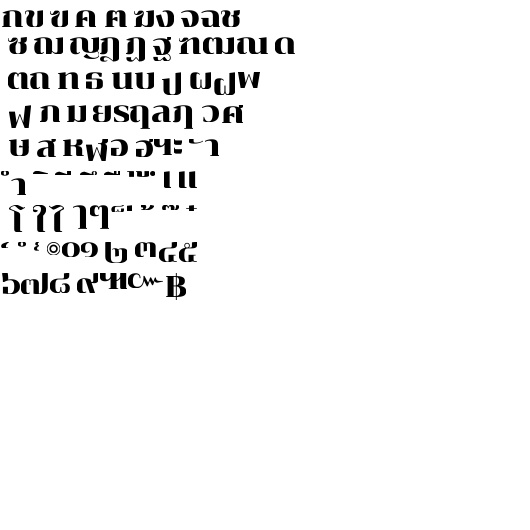 กข ฃ ค ฅ ฆง จฉช
ซ ฌ ญฎ ฏ ฐ ฑฒณ ด
ตถ ท ธ นบ ป ผฝพ
ฟ ภ ม ยรฤลฦ วศ
ษ ส หฬอ ฮฯะ ั า
ำ ิ ี ึ ื ุ ู เ แ
โ ใไ ๅๆ ็ ่ ้ ๊ ๋
์ ํ ๎ ๏๐๑ ๒ ๓๔๕
๖๗๘ ๙๚๛ ฿